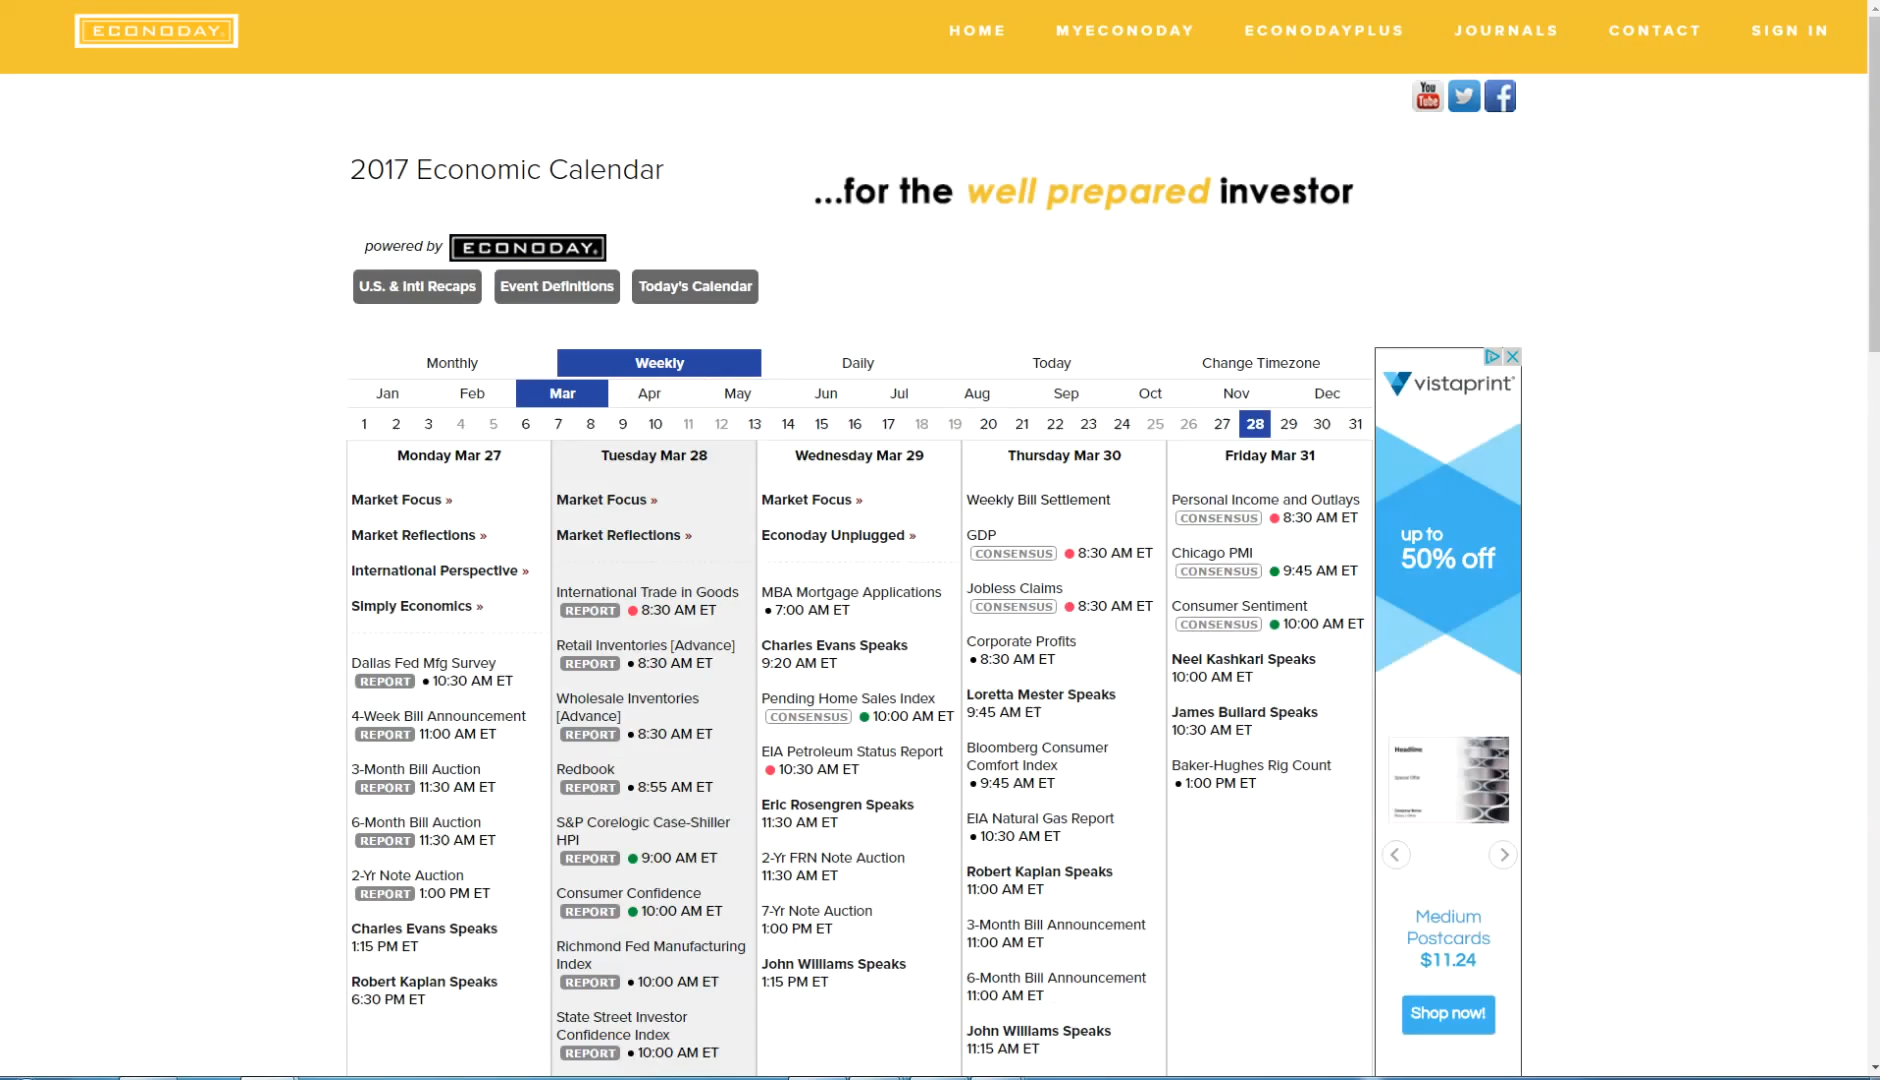 ECONODAY.
HOME
MYECONODAY
ECONODAYPLUS
JOURNALS
CONTACT
SIGN IN
You
Tube
2017 Economic Calendar
...for the well prepared investor
powered by ECONODAY.
U.S. & Intl Recaps
Event Definitions
Today's Calendar
Monthly Weekly Daily Today Change Timezone
Jan Feb Mar Apr May Jun Jul Aug Sep Oct Nov Dec
1 2 3 4 5 6 7 8 9 10 11 12 13 14 15 16 17 18 19 20 21 22 23 24 25 26 27 28 29 30 31
Monday Mar 27
Market Focus »
Market Reflections »
International Perspective »
Simply Economics »
Dallas Fed Mfg Survey
REPORT • 10:30 AM ET
4-Week Bill Announcement
REPORT 11:00 AM ET
3-Month Bill Auction
REPORT 11:30 AM ET
6-Month Bill Auction
REPORT 11:30 AM ET
2-Yr Note Auction
REPORT 1:00 PM ET
Charles Evans Speaks
1:15 PM ET
Robert Kaplan Speaks
6:30 PM ET
Tuesday Mar 28
Market Focus »
Market Reflections »
International Trade in Goods
REPORT 8:30 AM ET
Retail Inventories [Advance]
REPORT • 8:30 AM ET
Wholesale Inventories
[Advance]
REPORT • 8:30 AM ET
Redbook
REPORT • 8:55 AM ET
S&P Corelogic Case-Shiller
HPI
REPORT 9:00 AM ET
Consumer Confidence
REPORT 10:00 AM ET
Richmond Fed Manufacturing
Index
REPORT • 10:00 AM ET
State Street Investor
Confidence Index
REPORT • 10:00 AM ET
Wednesday Mar 29
Market Focus »
Econoday Unplugged »
MBA Mortgage Applications
• 7:00 AM ET
Charles Evans Speaks
9:20 AM ET
Pending Home Sales Index
CONSENSUS 10:00 AM ET
EIA Petroleum Status Report
10:30 AM ET
Eric Rosengren Speaks
11:30 AM ET
2-Yr FRN Note Auction
11:30 AM ET
7-Yr Note Auction
1:00 PM ET
John Williams Speaks
1:15 PM ET
Thursday Mar 30
Weekly Bill Settlement
GDP
CONSENSUS 8:30 AM ET
Jobless Claims
CONSENSUS 8:30 AM ET
Corporate Profits
• 8:30 AM ET
Loretta Mester Speaks
9:45 AM ET
Bloomberg Consumer
Comfort Index
• 9:45 AM ET
EIA Natural Gas Report
• 10:30 AM ET
Robert Kaplan Speaks
11:00 AM ET
3-Month Bill Announcement
11:00 AM ET
6-Month Bill Announcement
11:00 AM ET
John Williams Speaks
11:15 AM ET
Friday Mar 31
Personal Income and Outlays
CONSENSUS 8:30 AM ET
Chicago PMI
CONSENSUS 9:45 AM ET
Consumer Sentiment
CONSENSUS 10:00 AM ET
Neel Kashkari Speaks
10:00 AM ET
James Bullard Speaks
10:30 AM ET
Baker-Hughes Rig Count
• 1:00 PM ET
vistaprint
up to
50% off
Headline
Medium
Postcards
$11.24
Shop now!